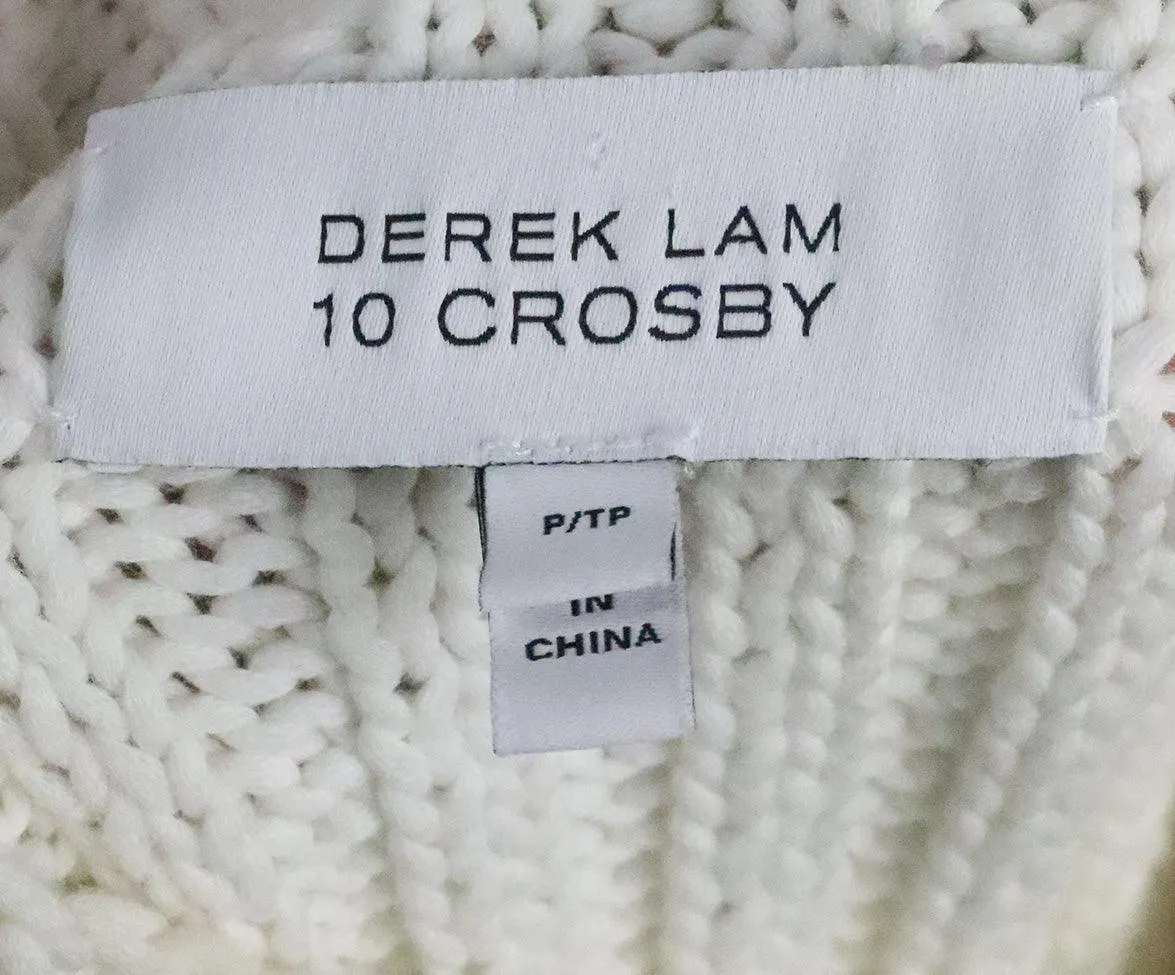 DEREK LAM
10 CROSBY
P/TP
IN
CHINA